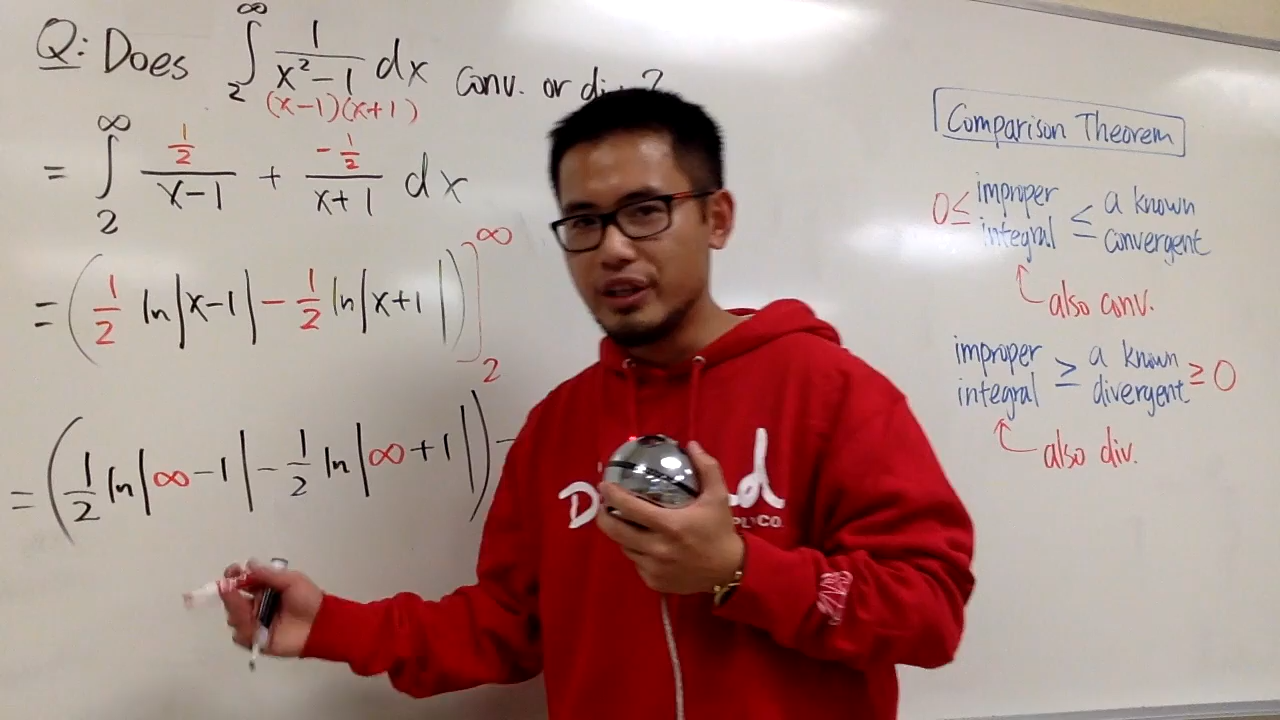 Q: Does ∫₂^∞ 1/(x²−1) dx conv. or div.?
(x−1)(x+1)
= ∫₂^∞ (1/2)/(x−1) + (−1/2)/(x+1) dx
= (1/2 ln|x−1| − 1/2 ln|x+1|)]₂^∞
= (1/2 ln|∞−1| − 1/2 ln|∞+1|) −
Comparison Theorem
0 ≤ improper integral ≤ a known convergent
also conv.
improper integral ≥ a known divergent ≥ 0
also div.